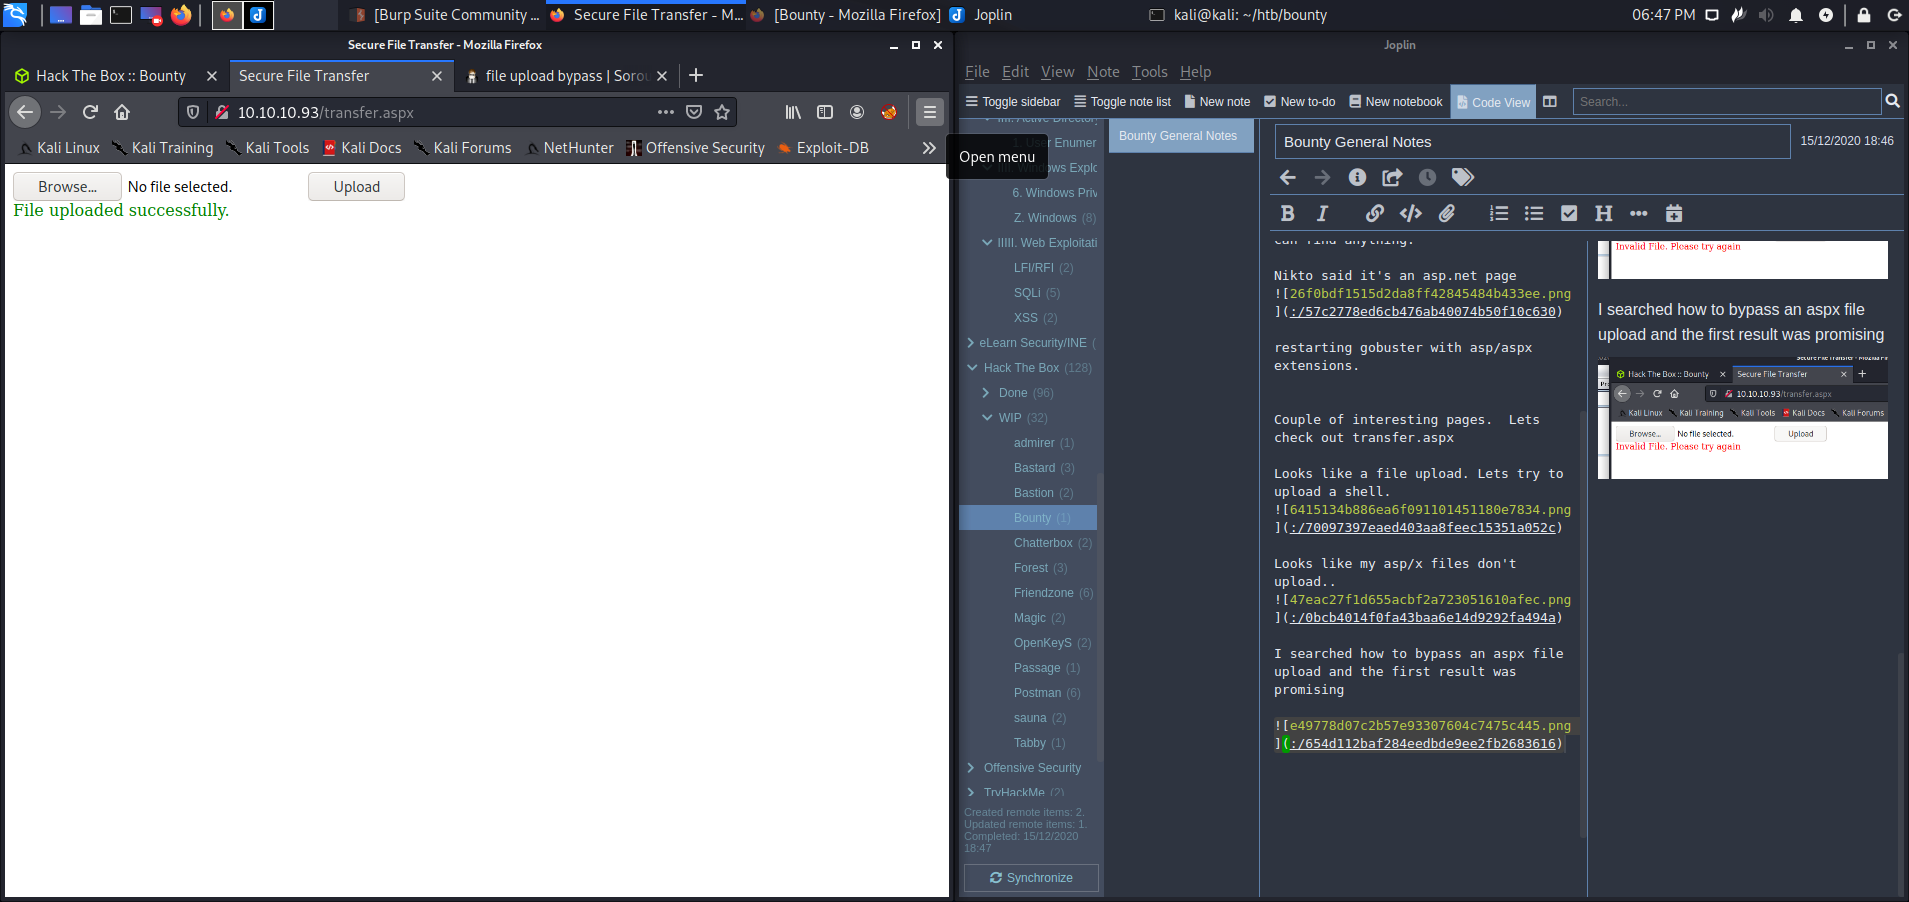 [Burp Suite Community ...
Secure File Transfer - M...
[Bounty - Mozilla Firefox]
Joplin
kali@kali: ~/htb/bounty
06:47 PM
Secure File Transfer - Mozilla Firefox
Hack The Box :: Bounty
Secure File Transfer
file upload bypass | Sorou
10.10.10.93/transfer.aspx
Kali Linux
Kali Training
Kali Tools
Kali Docs
Kali Forums
NetHunter
Offensive Security
Exploit-DB
Open menu
Browse...
No file selected.
Upload
File uploaded successfully.
Joplin
File Edit View Note Tools Help
Toggle sidebar
Toggle note list
New note
New to-do
New notebook
Code View
Search...
IIII. Active Directory
1. User Enumer
Windows Explo
6. Windows Priv
Z. Windows (8)
IIIII. Web Exploitati
LFI/RFI (2)
SQLi (5)
XSS (2)
eLearn Security/INE (
Hack The Box (128)
Done (96)
WIP (32)
admirer (1)
Bastard (3)
Bastion (2)
Bounty (1)
Chatterbox (2)
Forest (3)
Friendzone (6)
Magic (2)
OpenKeyS (2)
Passage (1)
Postman (6)
sauna (2)
Tabby (1)
Offensive Security
TryHackMe (2)
Created remote items: 2.
Updated remote items: 1.
Completed: 15/12/2020
18:47
Synchronize
Bounty General Notes
Bounty General Notes
15/12/2020 18:46
can find anything.
Nikto said it's an asp.net page
![26f0bdf1515d2da8ff42845484b433ee.png
](:/57c2778ed6cb476ab40074b50f10c630)
restarting gobuster with asp/aspx
extensions.
Couple of interesting pages.  Lets
check out transfer.aspx
Looks like a file upload. Lets try to
upload a shell.
![6415134b886ea6f091101451180e7834.png
](:/70097397eaed403aa8feec15351a052c)
Looks like my asp/x files don't
upload..
![47eac27f1d655acbf2a723051610afec.png
](:/0bcb4014f0fa43baa6e14d9292fa494a)
I searched how to bypass an aspx file
upload and the first result was
promising
![e49778d07c2b57e93307604c7475c445.png
](:/654d112baf284eedbde9ee2fb2683616)
Invalid File. Please try again
I searched how to bypass an aspx file
upload and the first result was promising
Secure File Transfer - Mozilla Fir
Hack The Box :: Bounty
Secure File Transfer
10.10.10.93/transfer.aspx
Kali Linux
Kali Training
Kali Tools
Kali Docs
Kali Forums
Browse...
No file selected.
Upload
Invalid File. Please try again